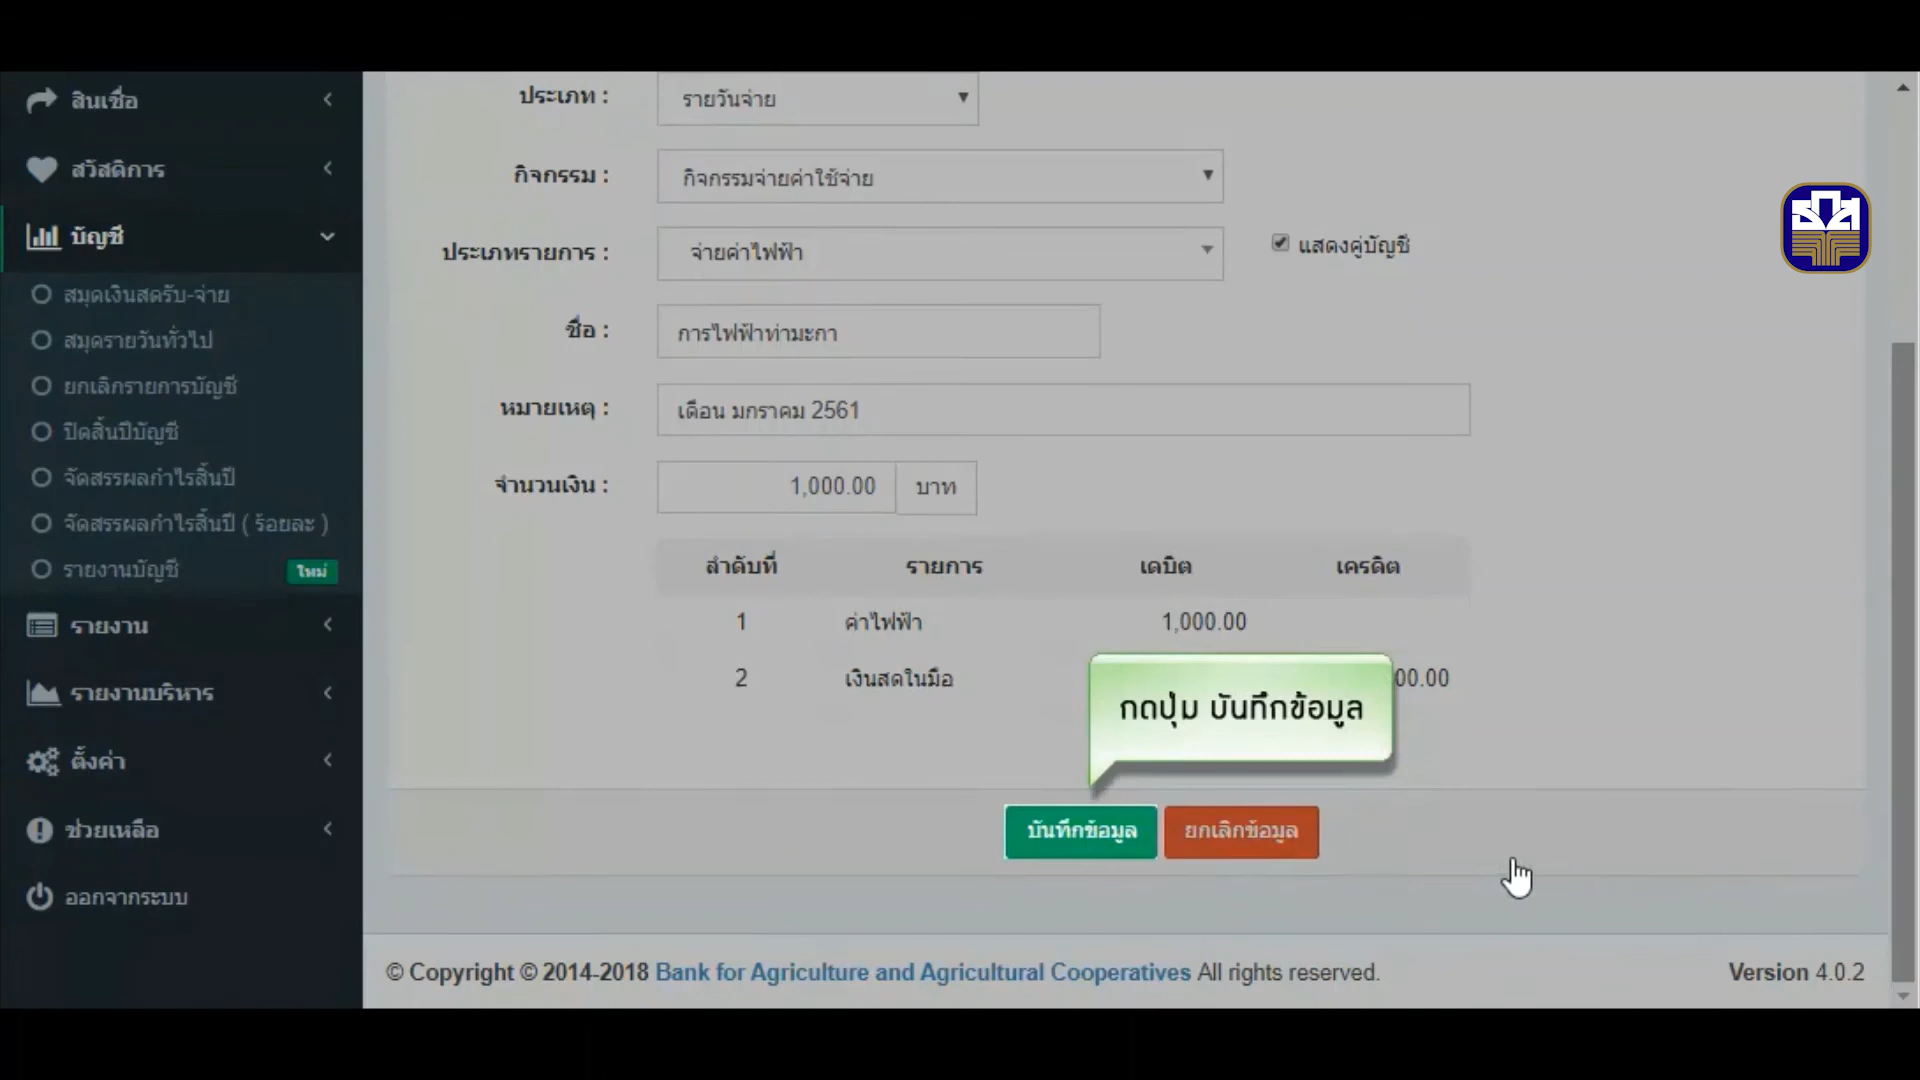 สินเชื่อ
สวัสดิการ
บัญชี
สมุดเงินสดรับ-จ่าย
สมุดรายวันทั่วไป
ยกเลิกรายการบัญชี
ปิดสิ้นปีบัญชี
จัดสรรผลกำไรสิ้นปี
จัดสรรผลกำไรสิ้นปี ( ร้อยละ )
รายงานบัญชี ใหม่
รายงาน
รายงานบริหาร
ตั้งค่า
ช่วยเหลือ
ออกจากระบบ
ประเภท : รายวันจ่าย
กิจกรรม : กิจกรรมจ่ายค่าใช้จ่าย
ประเภทรายการ : จ่ายค่าไฟฟ้า แสดงคู่บัญชี
ชื่อ : การไฟฟ้าท่ามะกา
หมายเหตุ : เดือน มกราคม 2561
จำนวนเงิน : 1,000.00 บาท
ลำดับที่ รายการ เดบิต เครดิต
1 ค่าไฟฟ้า 1,000.00
2 เงินสดในมือ 00.00
กดปุ่ม บันทึกข้อมูล
บันทึกข้อมูล ยกเลิกข้อมูล
© Copyright © 2014-2018 Bank for Agriculture and Agricultural Cooperatives All rights reserved. Version 4.0.2
ธกส